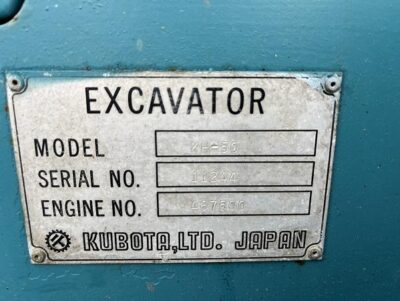 EXCAVATOR
MODEL
SERIAL NO.
ENGINE NO.
KUBOTA,LTD. JAPAN